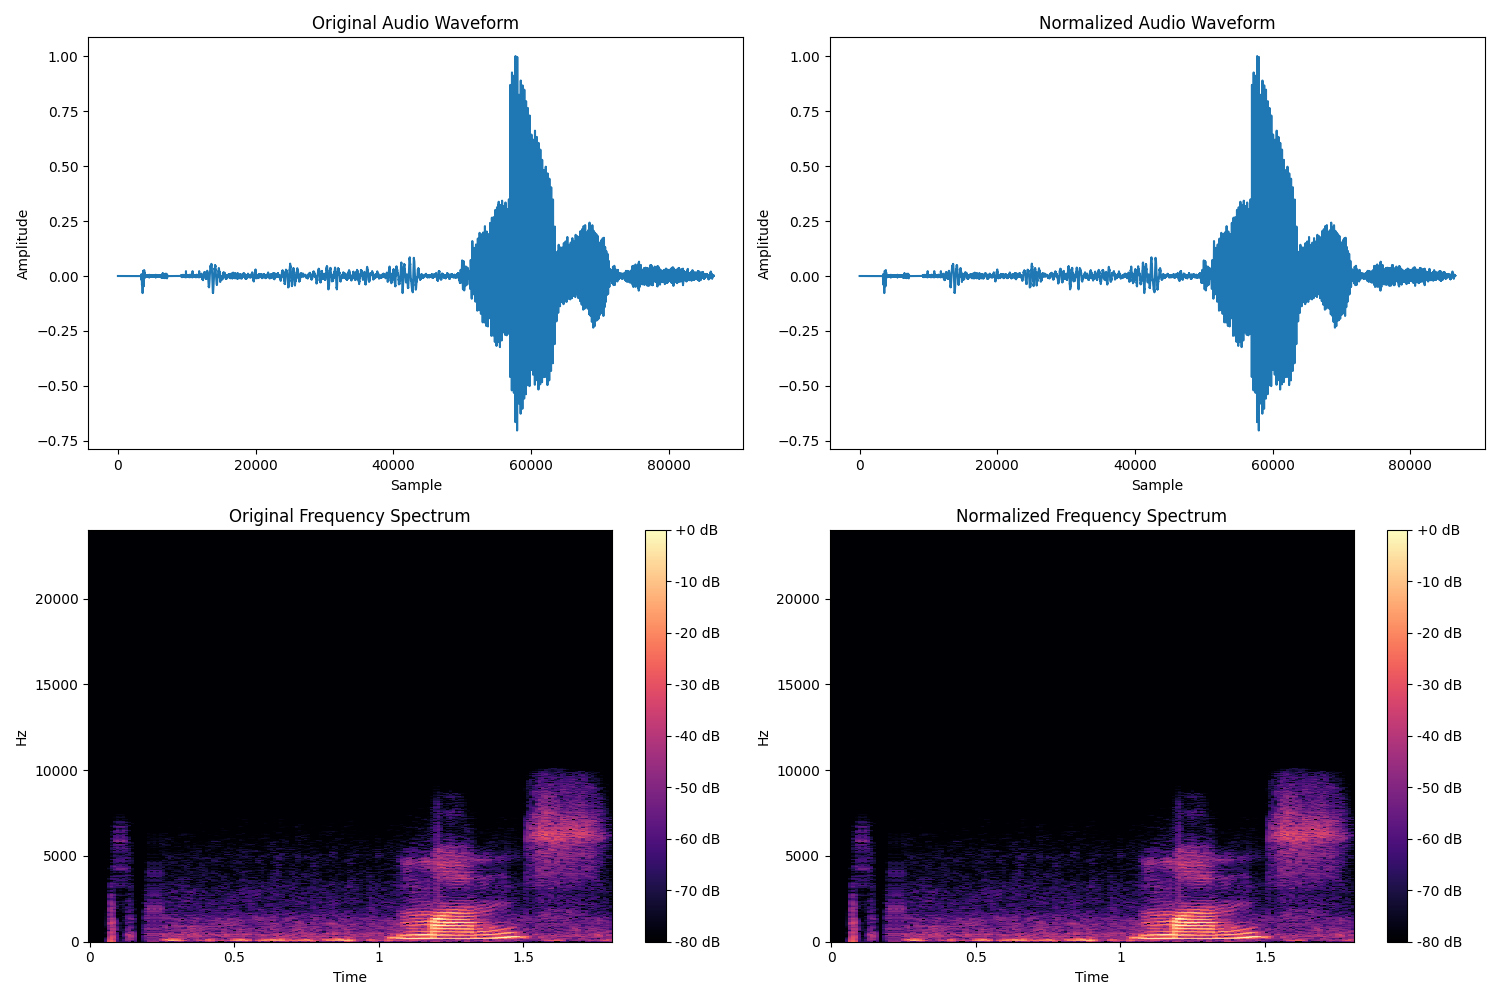 Original Audio Waveform
Normalized Audio Waveform
1.00
0.75
0.50
0.25
0.00
−0.25
−0.50
−0.75
Amplitude
0 20000 40000 60000 80000
Sample
1.00
0.75
0.50
0.25
0.00
−0.25
−0.50
−0.75
Amplitude
0 20000 40000 60000 80000
Sample
Original Frequency Spectrum
20000
15000
10000
5000
0
Hz
0 0.5 1 1.5
Time
+0 dB
-10 dB
-20 dB
-30 dB
-40 dB
-50 dB
-60 dB
-70 dB
-80 dB
Normalized Frequency Spectrum
20000
15000
10000
5000
0
Hz
0 0.5 1 1.5
Time
+0 dB
-10 dB
-20 dB
-30 dB
-40 dB
-50 dB
-60 dB
-70 dB
-80 dB